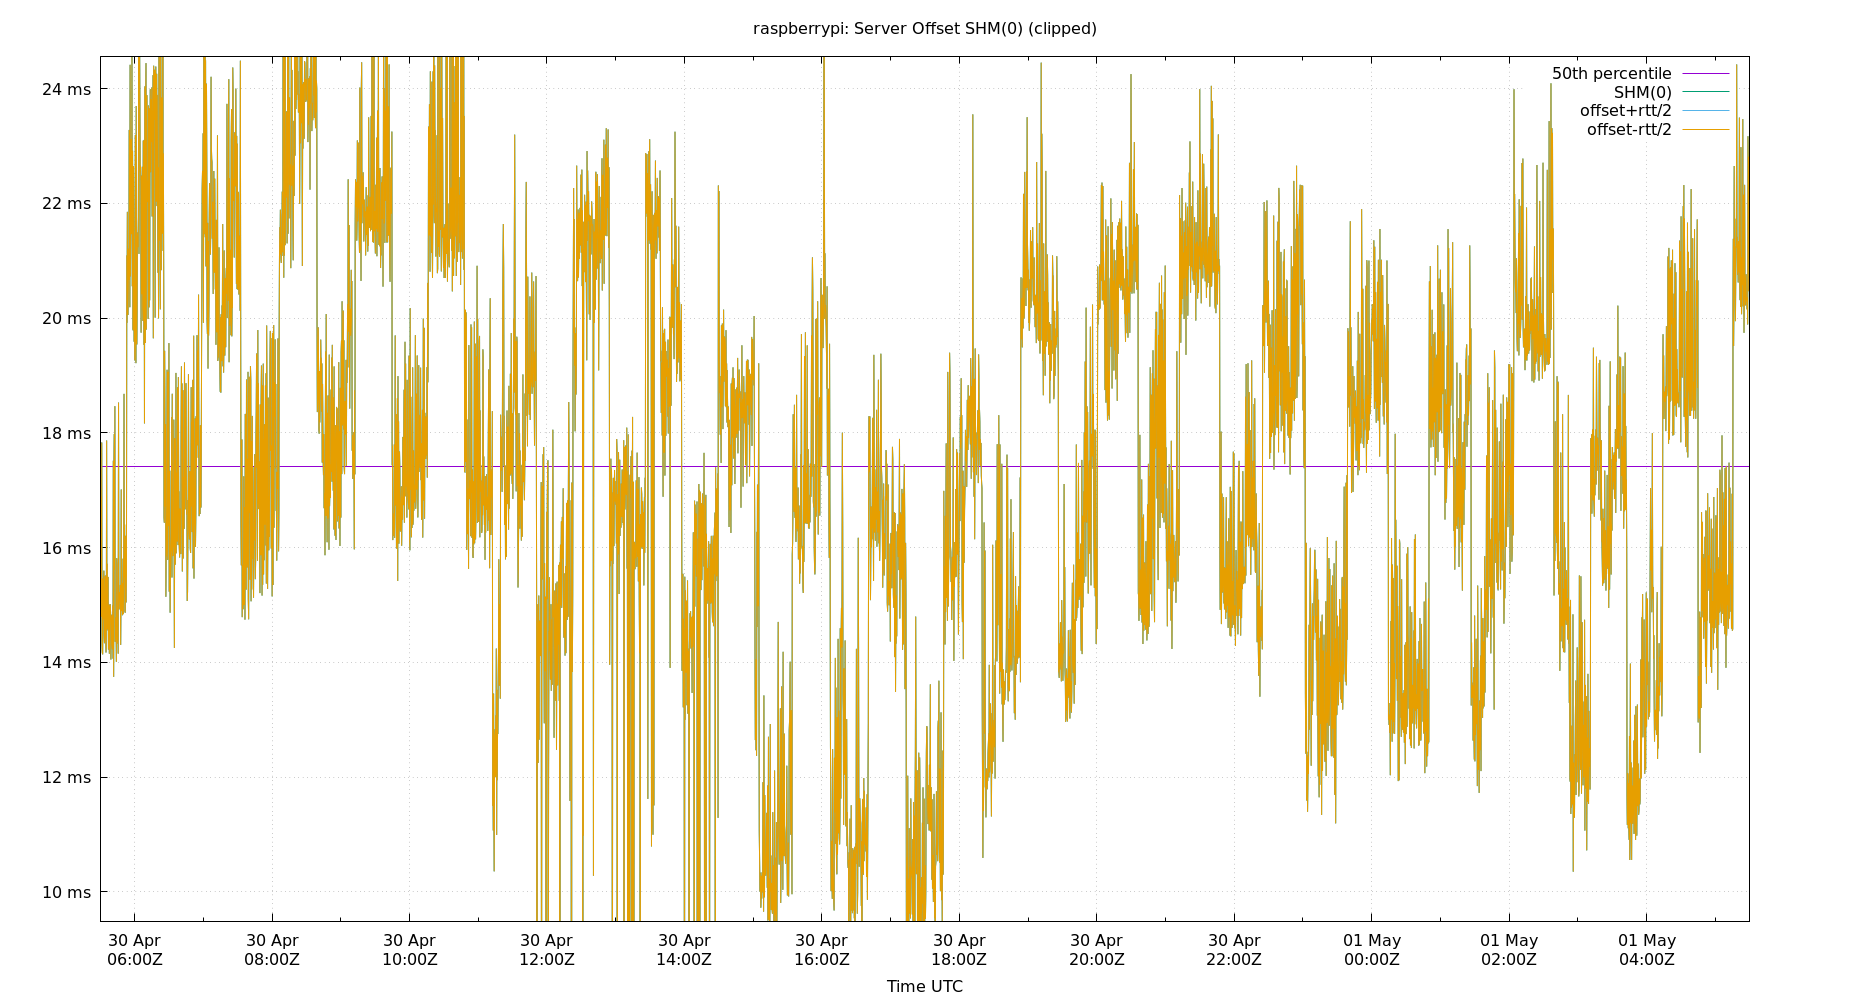 raspberrypi: Server Offset SHM(0) (clipped)
50th percentile
SHM(0)
offset+rtt/2
offset-rtt/2
24 ms
22 ms
20 ms
18 ms
16 ms
14 ms
12 ms
10 ms
30 Apr 30 Apr 30 Apr 30 Apr 30 Apr 30 Apr 30 Apr 30 Apr 30 Apr 01 May 01 May 01 May
06:00Z 08:00Z 10:00Z 12:00Z 14:00Z 16:00Z 18:00Z 20:00Z 22:00Z 00:00Z 02:00Z 04:00Z
Time UTC